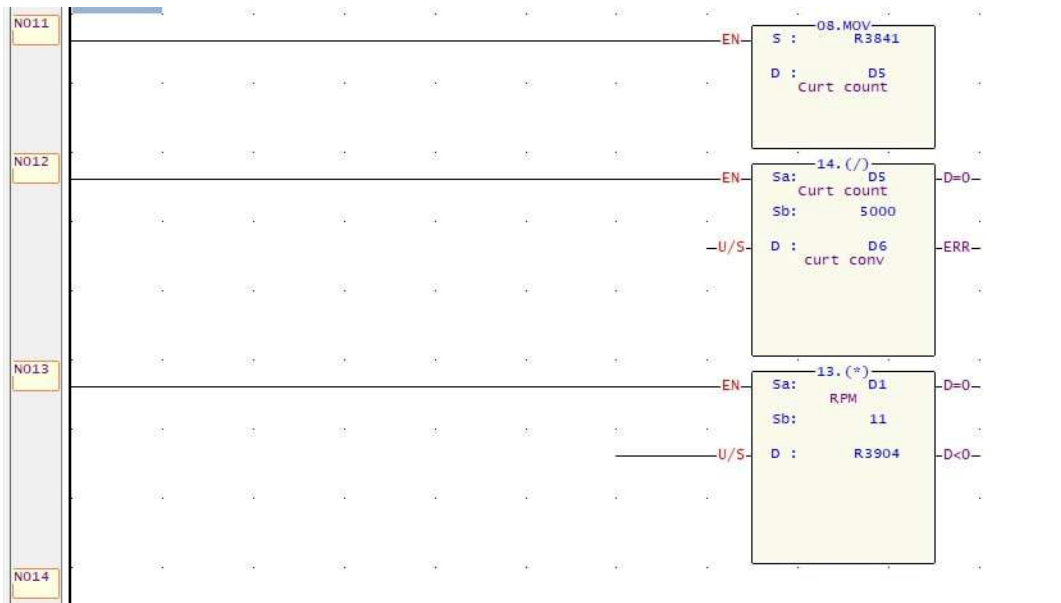 N011
08.MOV
EN
S : R3841
D : D5
Curt count
N012
14.(/)
EN
Sa: D5
D=0
Curt count
Sb: 5000
U/S
D : D6
ERR
curt conv
N013
13.(*)
EN
Sa: D1
D=0
RPM
Sb: 11
U/S
D : R3904
D<0
N014